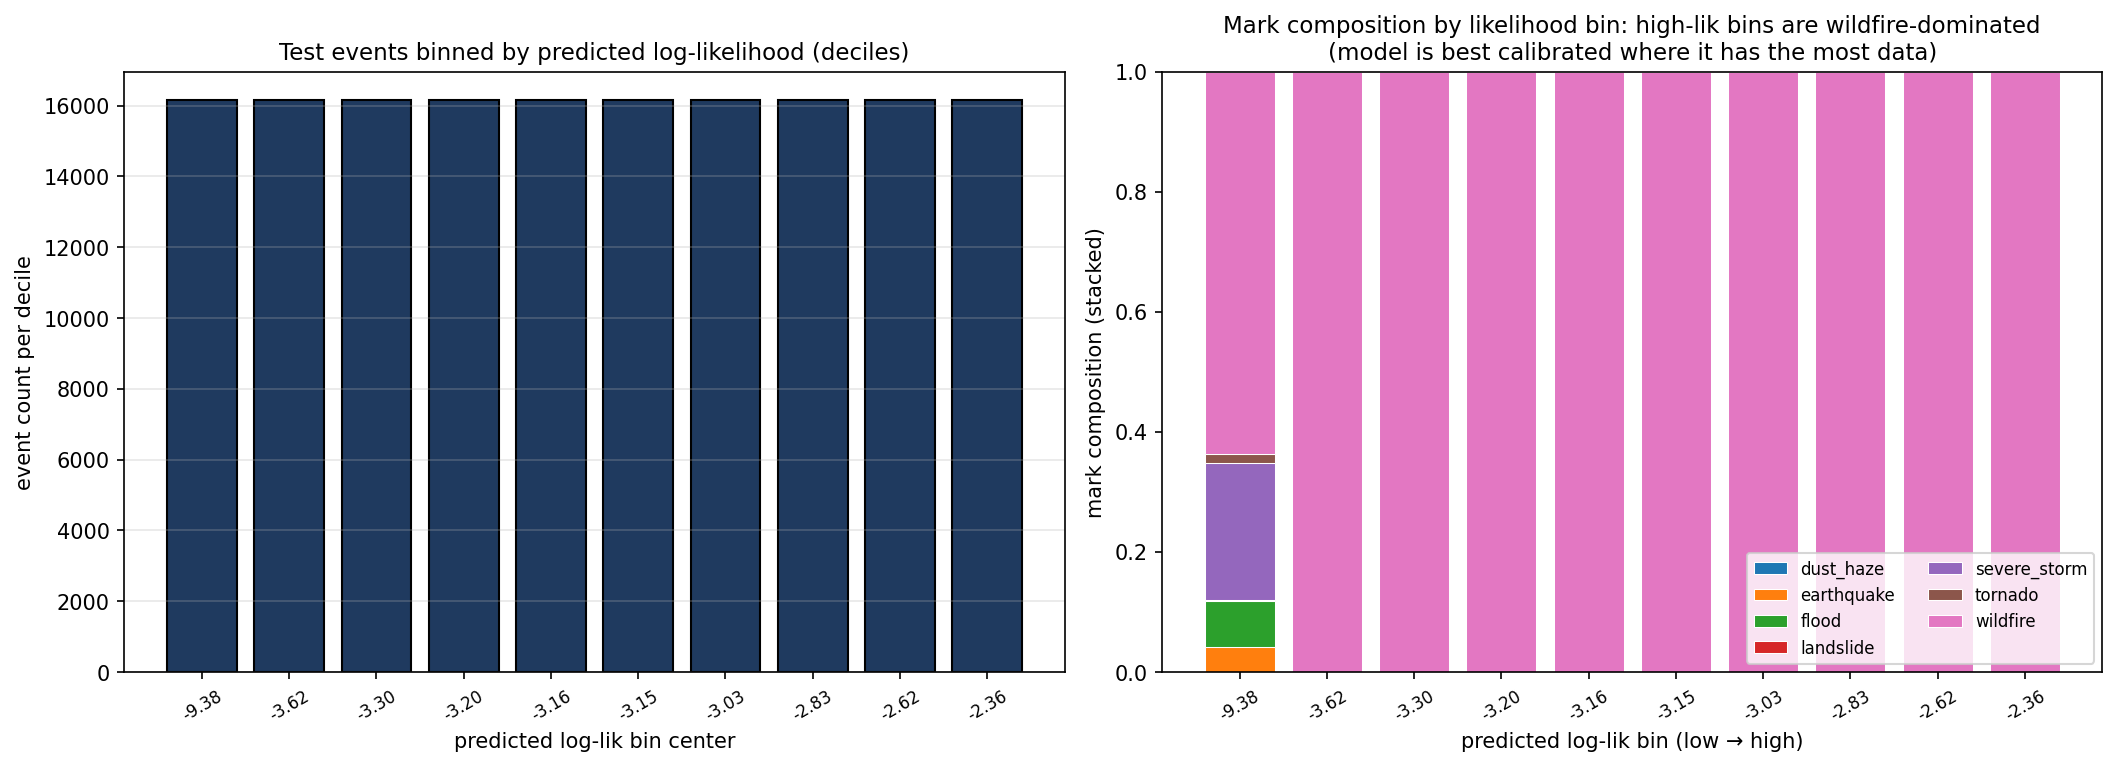 Test events binned by predicted log-likelihood (deciles)
event count per decile
16000
14000
12000
10000
8000
6000
4000
2000
0
-9.38
-3.62
-3.30
-3.20
-3.16
-3.15
-3.03
-2.83
-2.62
-2.36
predicted log-lik bin center
Mark composition by likelihood bin: high-lik bins are wildfire-dominated
(model is best calibrated where it has the most data)
mark composition (stacked)
1.0
0.8
0.6
0.4
0.2
0.0
dust_haze
earthquake
flood
landslide
severe_storm
tornado
wildfire
-9.38
-3.62
-3.30
-3.20
-3.16
-3.15
-3.03
-2.83
-2.62
-2.36
predicted log-lik bin (low → high)